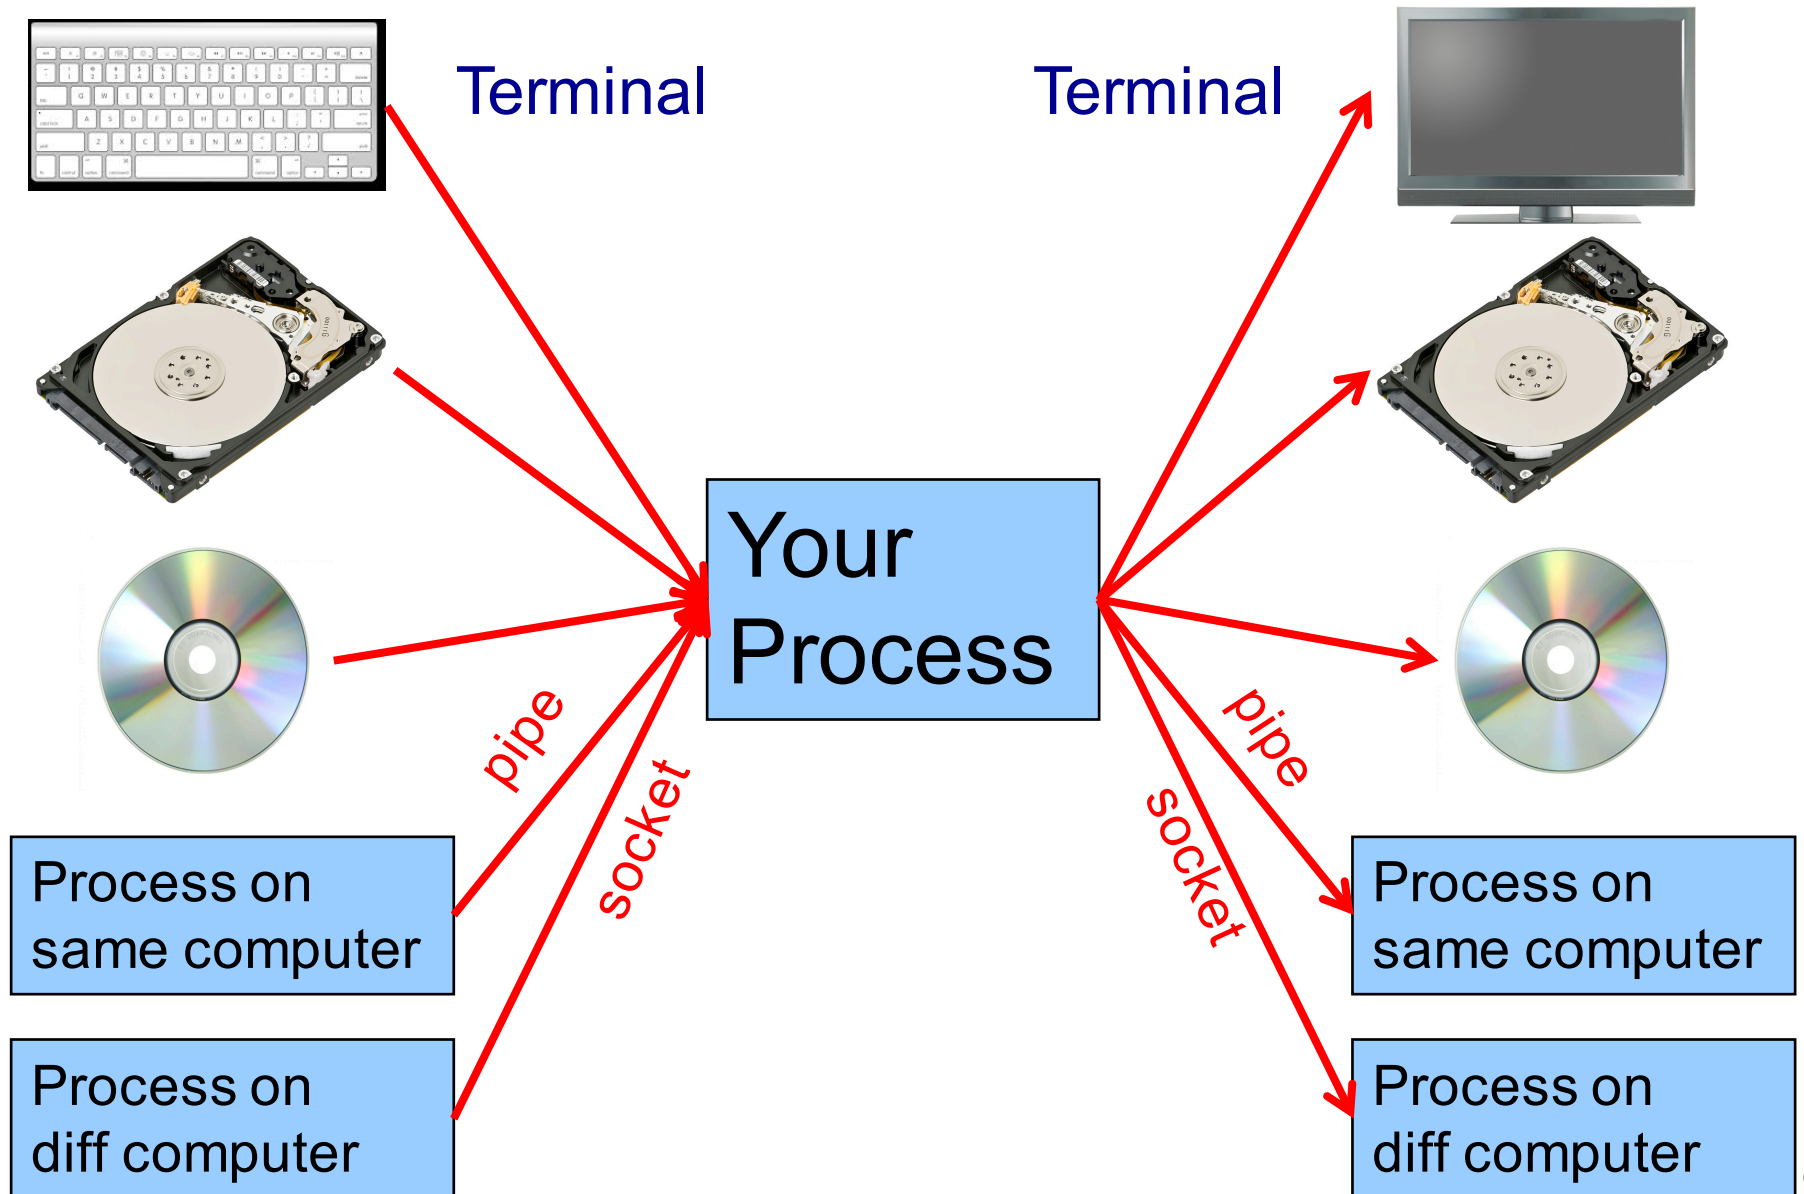 Terminal
Terminal
Your
Process
pipe
socket
pipe
socket
Process on
same computer
Process on
diff computer
Process on
same computer
Process on
diff computer